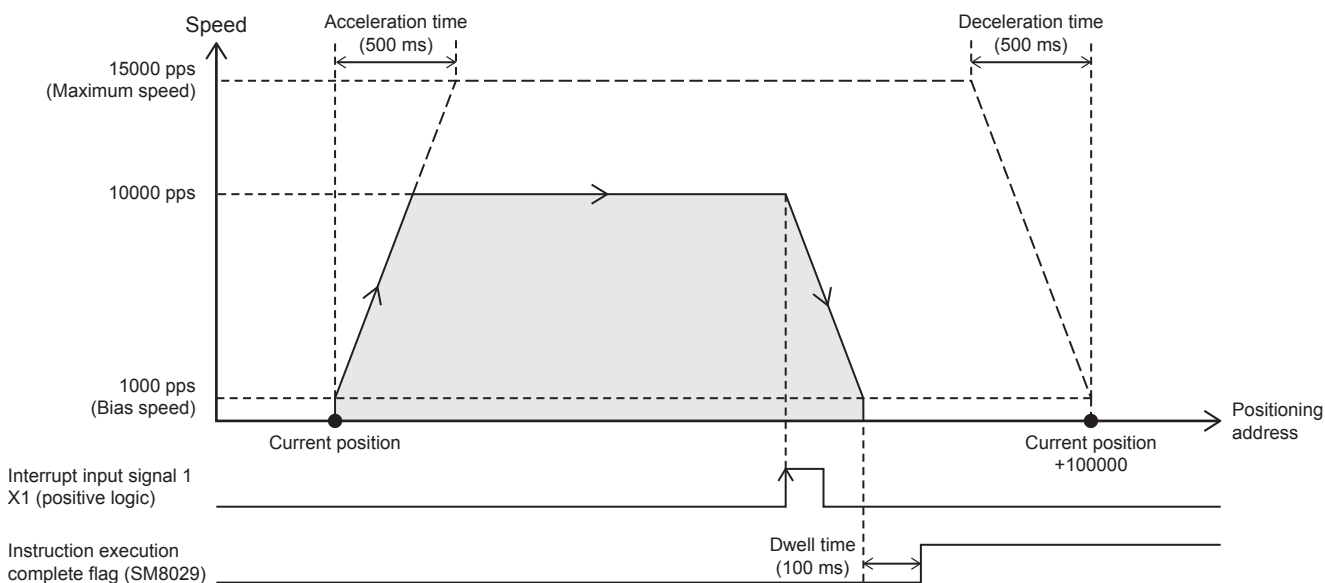 Speed
Acceleration time
(500 ms)
Deceleration time
(500 ms)
15000 pps
(Maximum speed)
10000 pps
1000 pps
(Bias speed)
Current position
Current position
+100000
Positioning
address
Interrupt input signal 1
X1 (positive logic)
Instruction execution
complete flag (SM8029)
Dwell time
(100 ms)